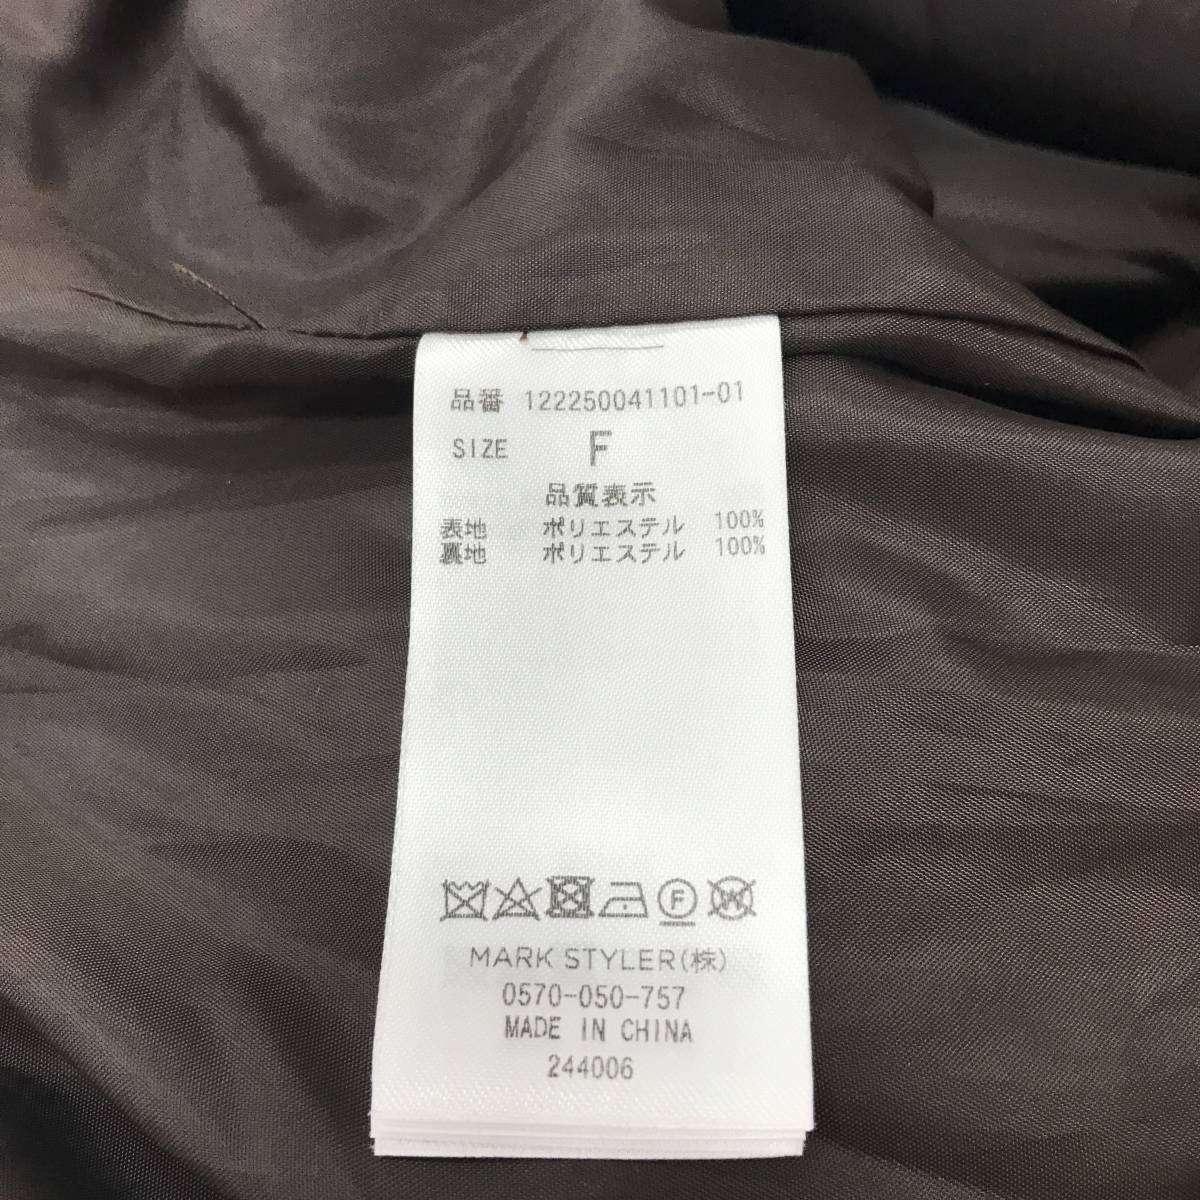 品番 122250041101-01
SIZE F
品質表示
表地 ポリエステル 100%
裏地 ポリエステル 100%
F W
MARK STYLER(株)
0570-050-757
MADE IN CHINA
244006